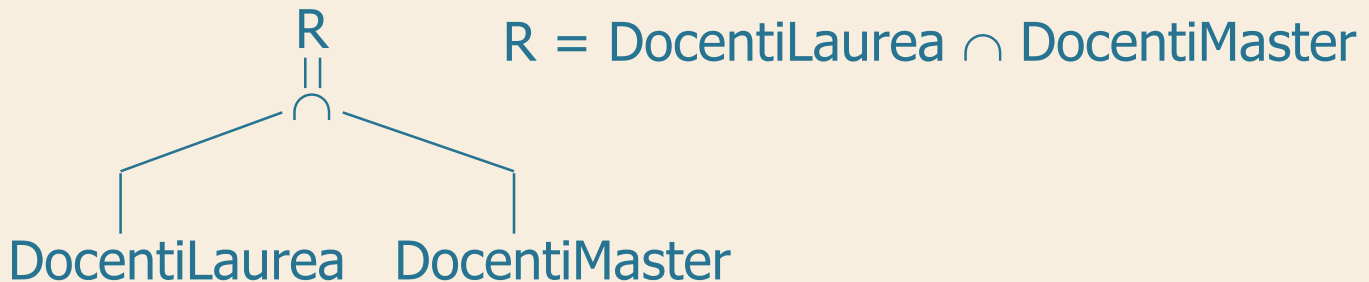 R
R = DocentiLaurea ∩ DocentiMaster
||
∩
DocentiLaurea DocentiMaster